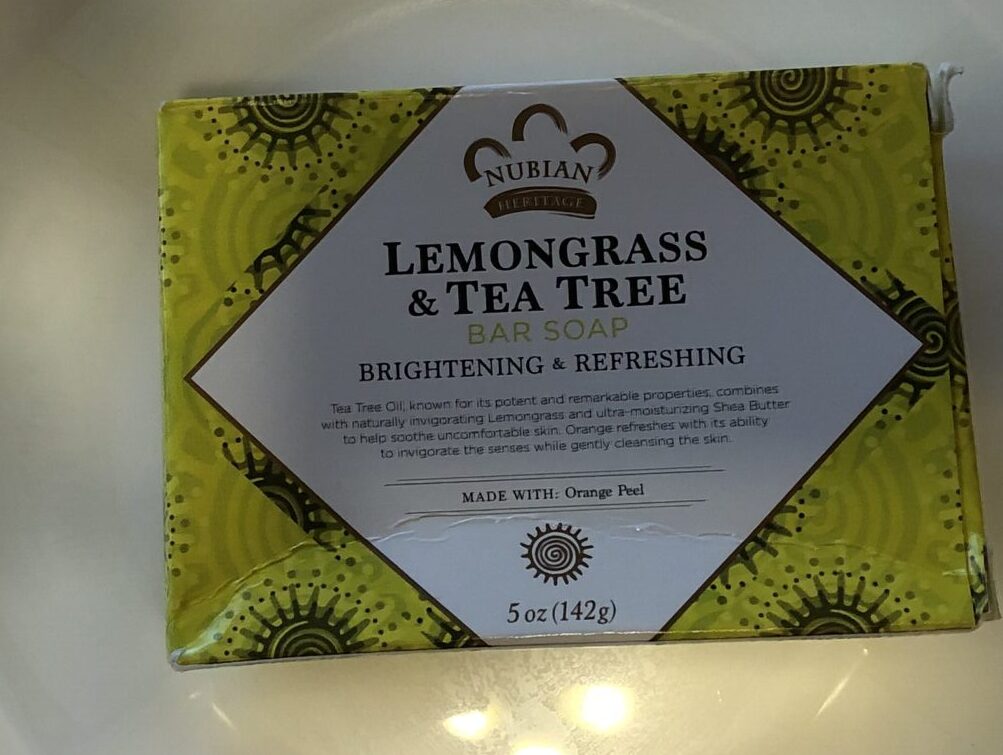 NUBIAN
HERITAGE
LEMONGRASS
& TEA TREE
BAR SOAP
BRIGHTENING & REFRESHING
Tea Tree Oil, known for its potent and remarkable properties, combines
with naturally invigorating Lemongrass and ultra-moisturizing Shea Butter
to help soothe uncomfortable skin. Orange refreshes with its ability
to invigorate the senses while gently cleansing the skin.
MADE WITH: Orange Peel
5 oz (142g)